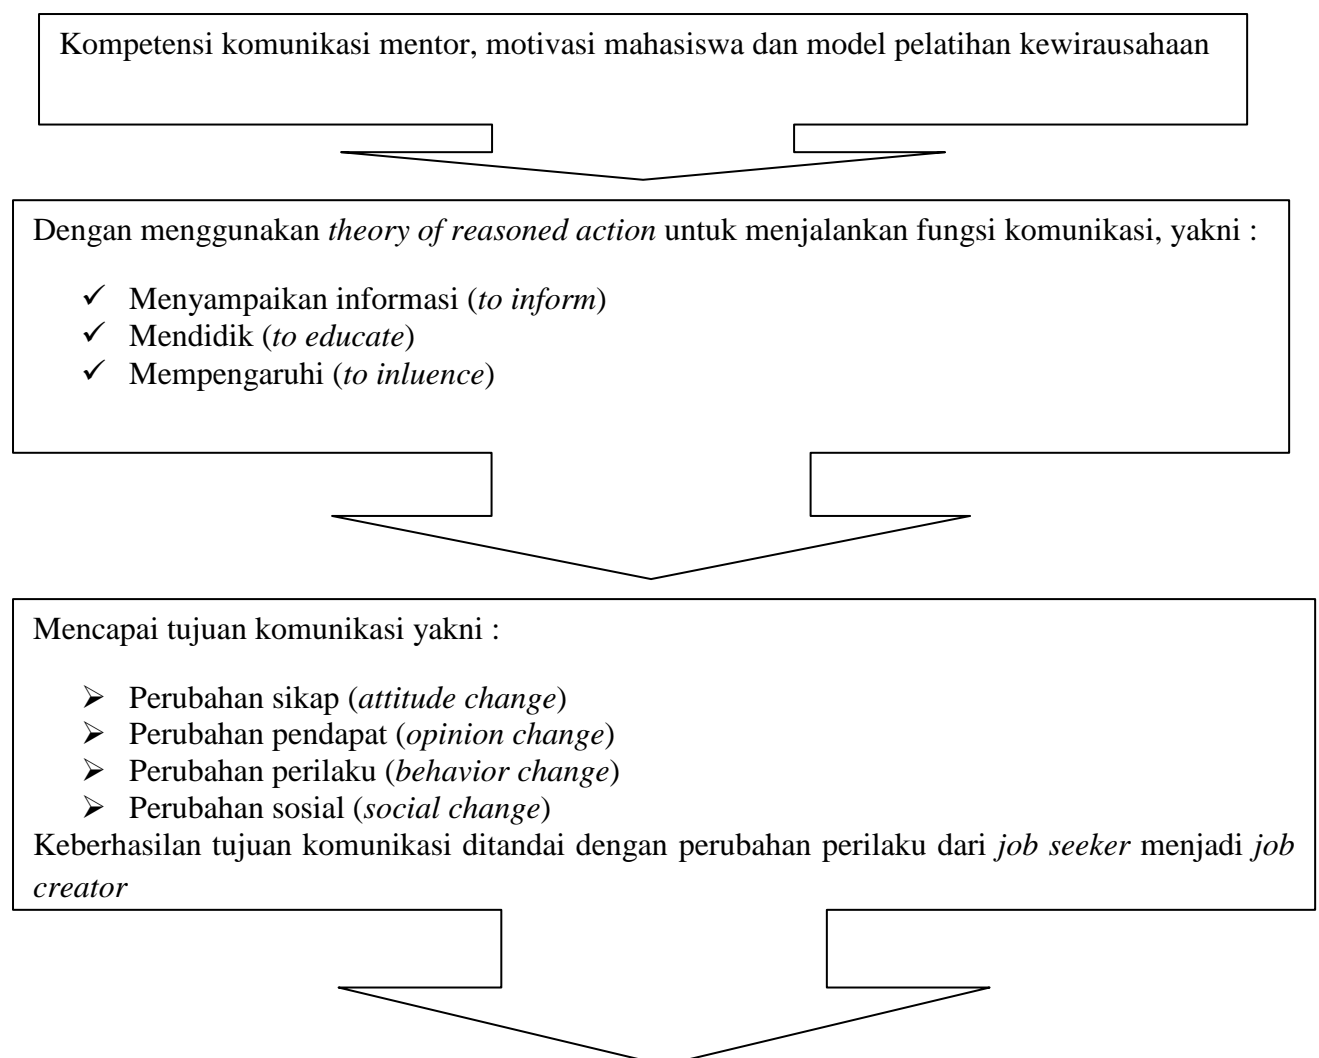 Kompetensi komunikasi mentor, motivasi mahasiswa dan model pelatihan kewirausahaan
Dengan menggunakan theory of reasoned action untuk menjalankan fungsi komunikasi, yakni :
✓ Menyampaikan informasi (to inform)
✓ Mendidik (to educate)
✓ Mempengaruhi (to inluence)
Mencapai tujuan komunikasi yakni :
➢ Perubahan sikap (attitude change)
➢ Perubahan pendapat (opinion change)
➢ Perubahan perilaku (behavior change)
➢ Perubahan sosial (social change)
Keberhasilan tujuan komunikasi ditandai dengan perubahan perilaku dari job seeker menjadi job
creator